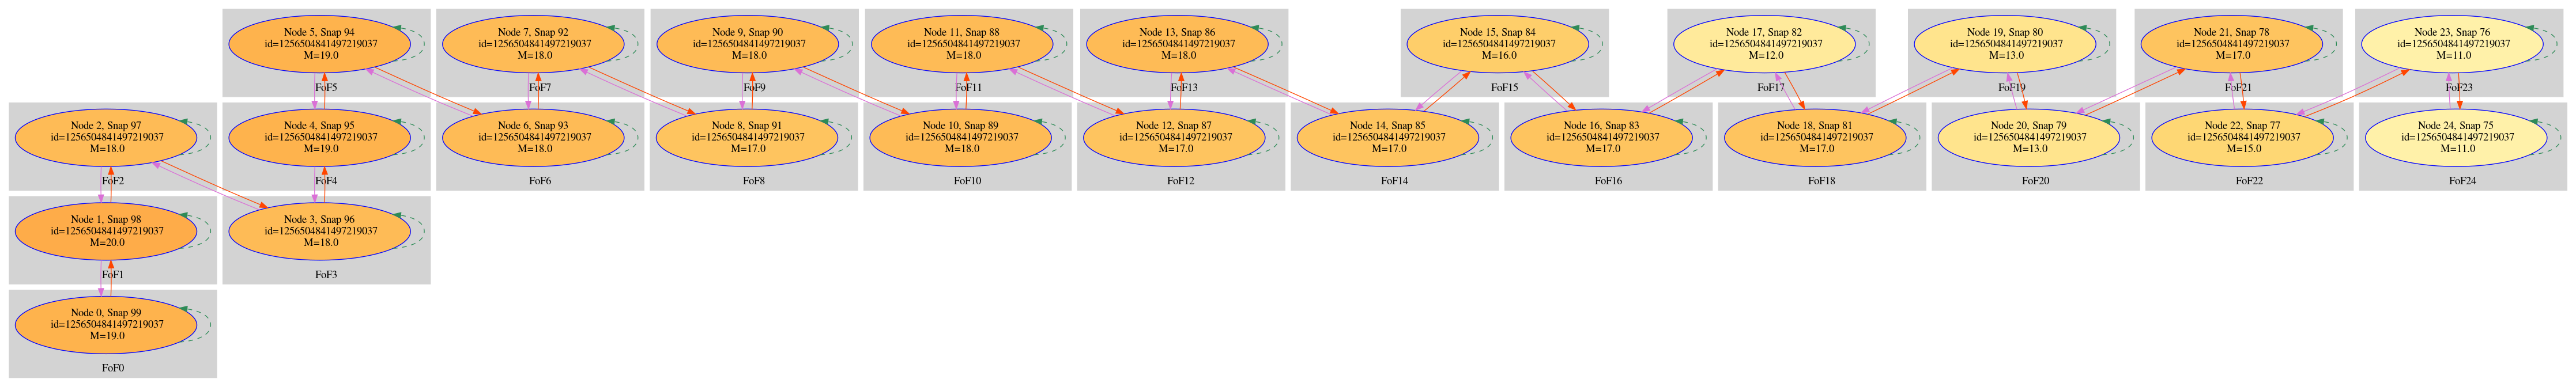 Node 5, Snap 94
id=1256504841497219037
M=19.0
FoF5
Node 7, Snap 92
id=1256504841497219037
M=18.0
FoF7
Node 9, Snap 90
id=1256504841497219037
M=18.0
FoF9
Node 11, Snap 88
id=1256504841497219037
M=18.0
FoF11
Node 13, Snap 86
id=1256504841497219037
M=18.0
FoF13
Node 15, Snap 84
id=1256504841497219037
M=16.0
FoF15
Node 17, Snap 82
id=1256504841497219037
M=12.0
FoF17
Node 19, Snap 80
id=1256504841497219037
M=13.0
FoF19
Node 21, Snap 78
id=1256504841497219037
M=17.0
FoF21
Node 23, Snap 76
id=1256504841497219037
M=11.0
FoF23
Node 2, Snap 97
id=1256504841497219037
M=18.0
FoF2
Node 4, Snap 95
id=1256504841497219037
M=19.0
FoF4
Node 6, Snap 93
id=1256504841497219037
M=18.0
FoF6
Node 8, Snap 91
id=1256504841497219037
M=17.0
FoF8
Node 10, Snap 89
id=1256504841497219037
M=18.0
FoF10
Node 12, Snap 87
id=1256504841497219037
M=17.0
FoF12
Node 14, Snap 85
id=1256504841497219037
M=17.0
FoF14
Node 16, Snap 83
id=1256504841497219037
M=17.0
FoF16
Node 18, Snap 81
id=1256504841497219037
M=17.0
FoF18
Node 20, Snap 79
id=1256504841497219037
M=13.0
FoF20
Node 22, Snap 77
id=1256504841497219037
M=15.0
FoF22
Node 24, Snap 75
id=1256504841497219037
M=11.0
FoF24
Node 1, Snap 98
id=1256504841497219037
M=20.0
FoF1
Node 3, Snap 96
id=1256504841497219037
M=18.0
FoF3
Node 0, Snap 99
id=1256504841497219037
M=19.0
FoF0